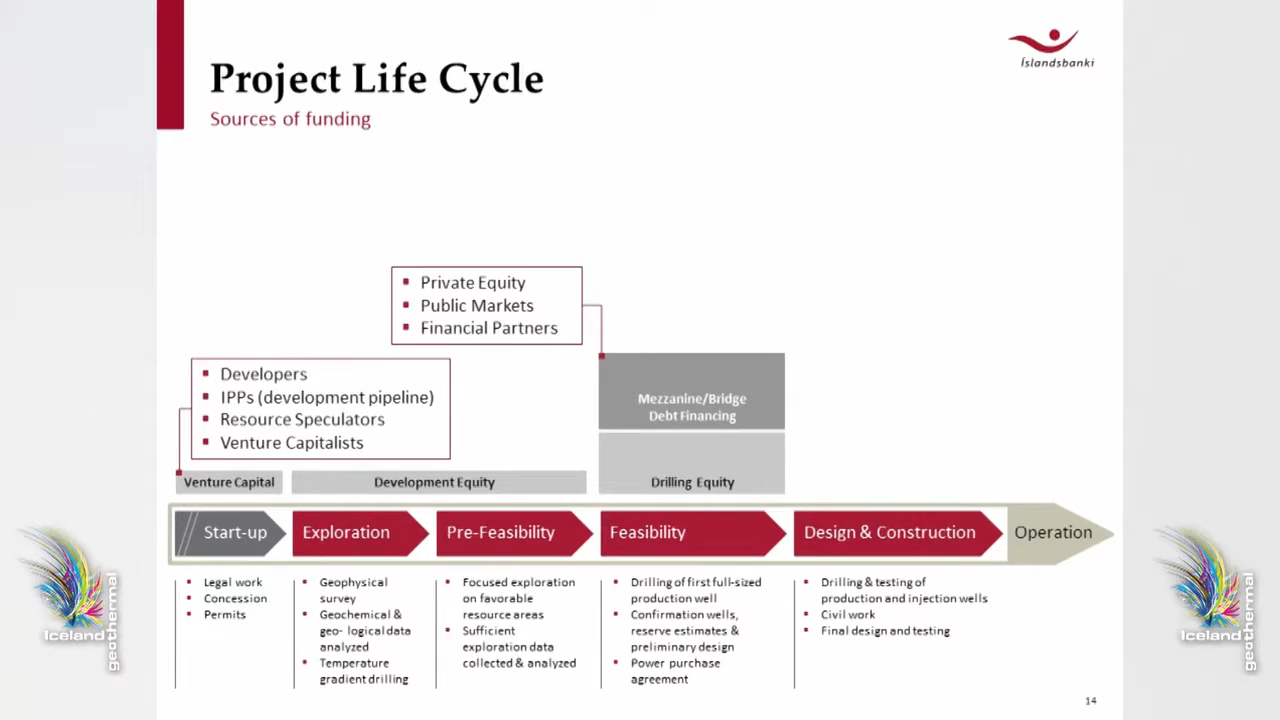 Project Life Cycle
Sources of funding
Íslandsbanki
Private Equity
Public Markets
Financial Partners
Developers
IPPs (development pipeline)
Resource Speculators
Venture Capitalists
Mezzanine/Bridge
Debt Financing
Venture Capital
Development Equity
Drilling Equity
Start-up
Exploration
Pre-Feasibility
Feasibility
Design & Construction
Operation
Legal work
Concession
Permits
Geophysical
survey
Geochemical &
geo- logical data
analyzed
Temperature
gradient drilling
Focused exploration
on favorable
resource areas
Sufficient
exploration data
collected & analyzed
Drilling of first full-sized
production well
Confirmation wells,
reserve estimates &
preliminary design
Power purchase
agreement
Drilling & testing of
production and injection wells
Civil work
Final design and testing
Iceland
geothermal
Iceland
geothermal
14